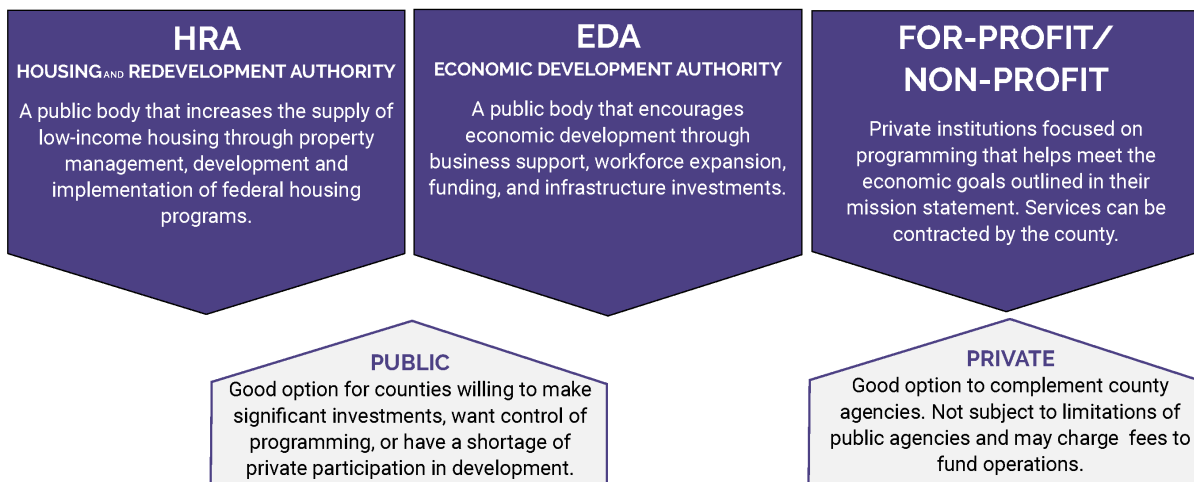 HRA
HOUSING AND REDEVELOPMENT AUTHORITY
A public body that increases the supply of
low-income housing through property
management, development and
implementation of federal housing
programs.
EDA
ECONOMIC DEVELOPMENT AUTHORITY
A public body that encourages
economic development through
business support, workforce expansion,
funding, and infrastructure investments.
FOR-PROFIT/
NON-PROFIT
Private institutions focused on
programming that helps meet the
economic goals outlined in their
mission statement. Services can be
contracted by the county.
PUBLIC
Good option for counties willing to make
significant investments, want control of
programming, or have a shortage of
private participation in development.
PRIVATE
Good option to complement county
agencies. Not subject to limitations of
public agencies and may charge  fees to
fund operations.